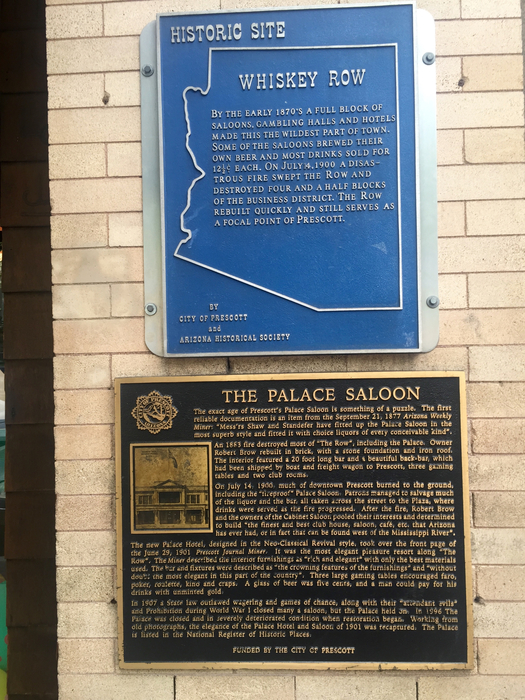 HISTORIC SITE
WHISKEY ROW
BY THE EARLY 1870'S A FULL BLOCK OF
SALOONS, GAMBLING HALLS AND HOTELS
MADE THIS THE WILDEST PART OF TOWN.
SOME OF THE SALOONS BREWED THEIR
OWN BEER AND MOST DRINKS SOLD FOR
12½¢ EACH. ON JULY 14, 1900 A DISAS-
TROUS FIRE SWEPT THE ROW AND
DESTROYED FOUR AND A HALF BLOCKS
OF THE BUSINESS DISTRICT. THE ROW
REBUILT QUICKLY AND STILL SERVES AS
A FOCAL POINT OF PRESCOTT.
BY
CITY OF PRESCOTT
and
ARIZONA HISTORICAL SOCIETY
THE PALACE SALOON
The exact age of Prescott's Palace Saloon is something of a puzzle. The first
reliable documentation is an item from the September 21, 1877 Arizona Weekly
Miner: "Mess'rs Shaw and Standefer have fitted up the Palace Saloon in the
most superb style and fitted it with choice liquors of every conceivable kind".
An 1883 fire destroyed most of "The Row", including the Palace. Owner
Robert Brow rebuilt in brick, with a stone foundation and iron roof.
The interior featured a 20 foot long bar and a beautiful back-bar, which
had been shipped by boat and freight wagon to Prescott, three gaming
tables and two club rooms.
On July 14, 1900, much of downtown Prescott burned to the ground,
including the "fireproof" Palace Saloon. Patrons managed to salvage much
of the liquor and the bar, all taken across the street to the Plaza, where
drinks were served as the fire progressed. After the fire, Robert Brow
and the owners of the Cabinet Saloon pooled their interests and determined
to build "the finest and best club house, saloon, café, etc. that Arizona
has ever had, or in fact that can be found west of the Mississippi River".
The new Palace Hotel, designed in the Neo-Classical Revival style, took over the front page of
the June 29, 1901 Prescott Journal Miner. It was the most elegant pleasure resort along "The
Row". The Miner described the interior furnishings as "rich and elegant" with only the best materials
used. The bar and fixtures were described as "the crowning features of the furnishings" and "without
doubt the most elegant in this part of the country". Three large gaming tables encouraged faro,
poker, roulette, kino and craps. A glass of beer was five cents, and a man could pay for his
drinks with unminted gold.
In 1907 a State law outlawed wagering and games of chance, along with their "attendant evils"
and Prohibition during World War I closed many a saloon, but the Palace held on. In 1996 The
Palace was closed and in severely deteriorated condition when restoration began. Working from
old photographs, the elegance of the Palace Hotel and Saloon of 1901 was recaptured. The Palace
is listed in the National Register of Historic Places.
FUNDED BY THE CITY OF PRESCOTT